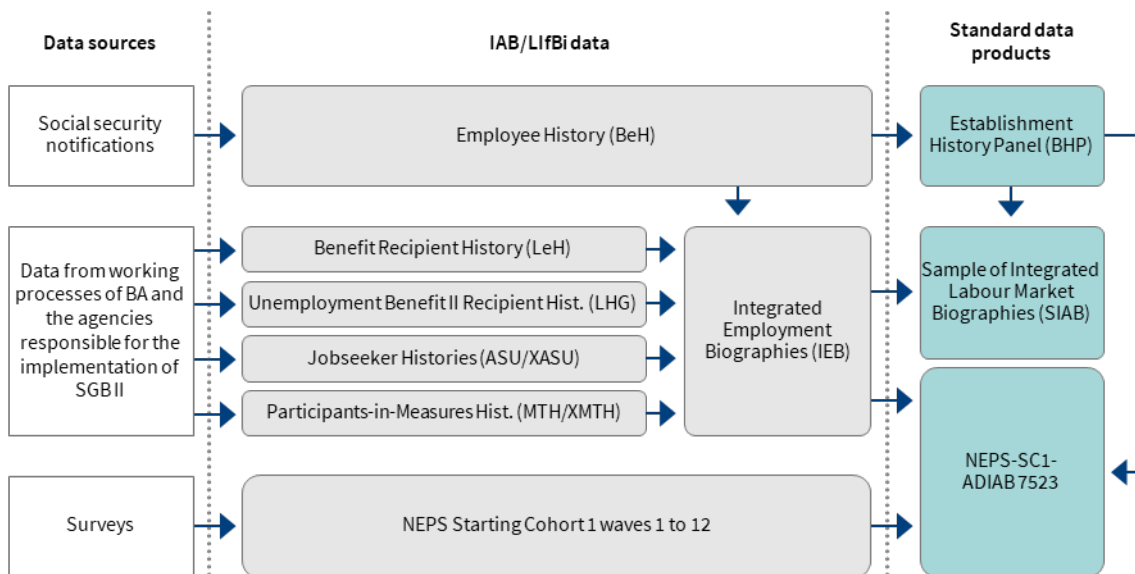 Data sources
IAB/LIfBi data
Standard data
products
Social security
notifications
Employee History (BeH)
Establishment
History Panel (BHP)
Data from working
processes of BA and
the agencies
responsible for the
implementation of
SGB II
Benefit Recipient History (LeH)
Unemployment Benefit II Recipient Hist. (LHG)
Jobseeker Histories (ASU/XASU)
Participants-in-Measures Hist. (MTH/XMTH)
Integrated
Employment
Biographies (IEB)
Sample of Integrated
Labour Market
Biographies (SIAB)
NEPS-SC1-
ADIAB 7523
Surveys
NEPS Starting Cohort 1 waves 1 to 12